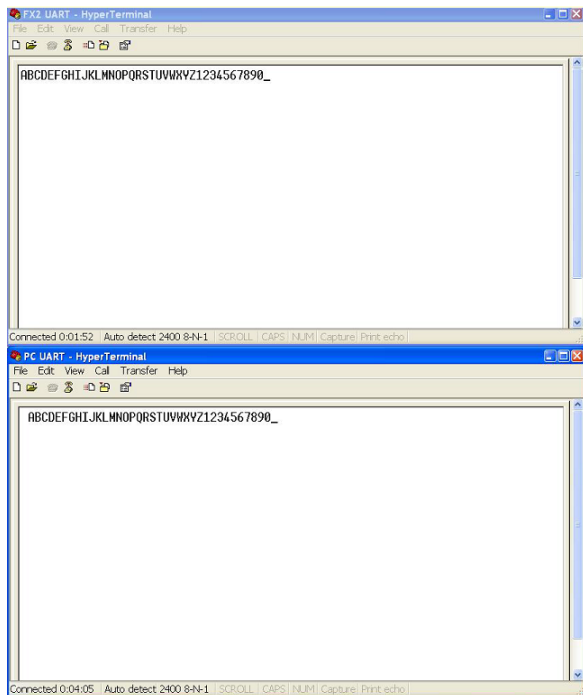 FX2 UART - HyperTerminal
File Edit View Call Transfer Help
ABCDEFGHIJKLMNOPQRSTUVWXYZ1234567890_
Connected 0:01:52 Auto detect 2400 8-N-1 SCROLL CAPS NUM Capture Print echo
PC UART - HyperTerminal
File Edit View Call Transfer Help
ABCDEFGHIJKLMNOPQRSTUVWXYZ1234567890_
Connected 0:04:05 Auto detect 2400 8-N-1 SCROLL CAPS NUM Capture Print echo